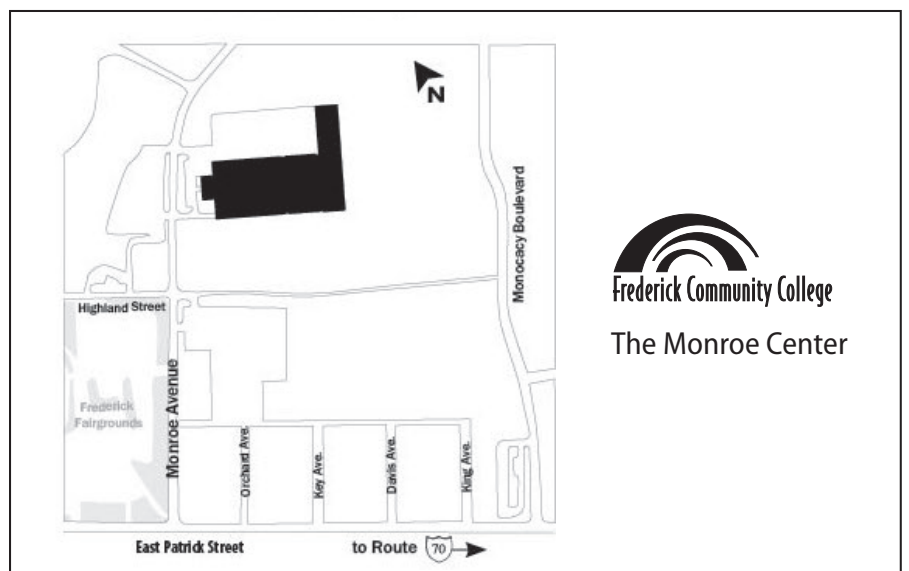 N
Monocacy Boulevard
Highland Street
Monroe Avenue
Frederick
Fairgrounds
Orchard Ave.
Key Ave.
Davis Ave.
King Ave.
East Patrick Street
to Route 70
Frederick Community College
The Monroe Center